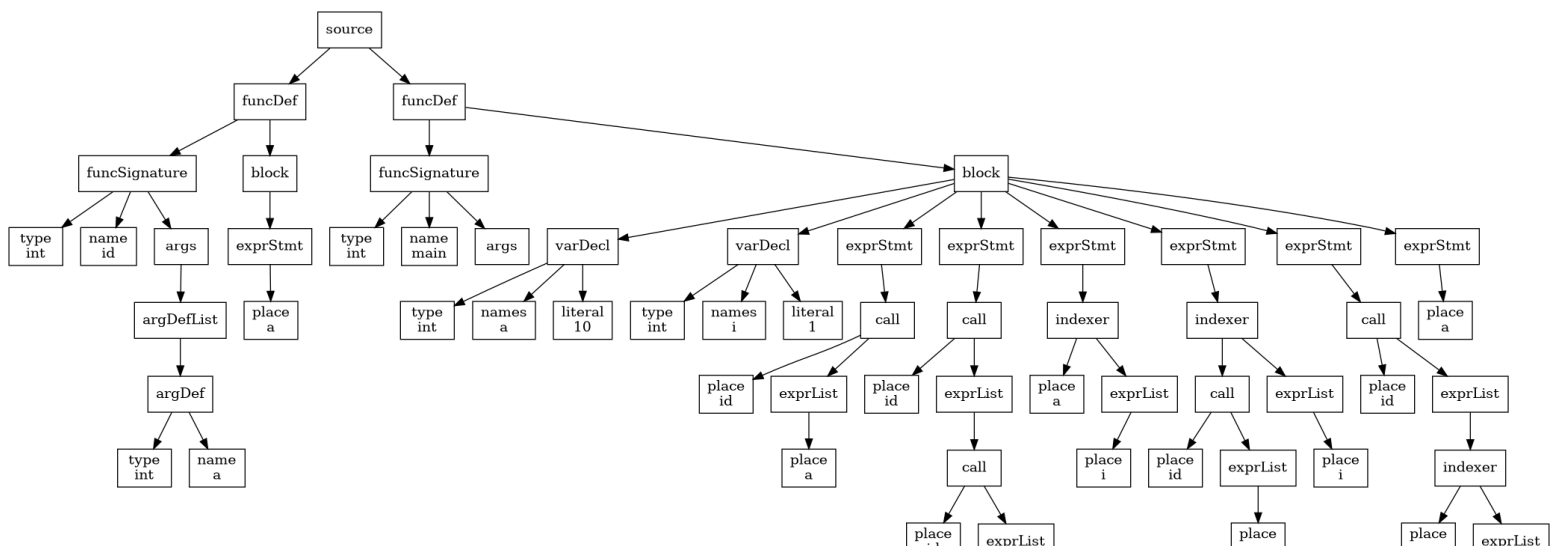 source
funcDef
funcDef
funcSignature
block
funcSignature
block
type
int
name
id
args
exprStmt
type
int
name
main
args
varDecl
varDecl
exprStmt
exprStmt
exprStmt
exprStmt
exprStmt
exprStmt
argDefList
place
a
type
int
names
a
literal
10
type
int
names
i
literal
1
call
call
indexer
indexer
call
place
a
argDef
place
id
exprList
place
id
exprList
place
a
exprList
call
exprList
place
id
exprList
type
int
name
a
place
a
call
place
i
place
id
exprList
place
i
indexer
place
id
exprList
place
place
exprList